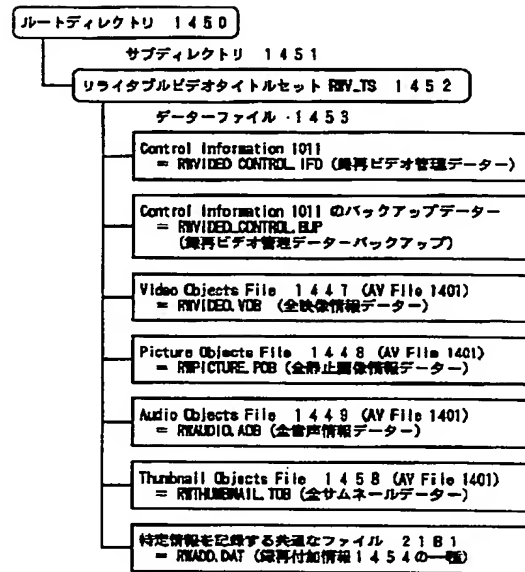 ルートディレクトリ 1450
サブディレクトリ 1451
リライタブルビデオタイトルセット RWV_TS 1452
データーファイル ·1453
Control Information 1011
= RWVIDEO CONTROL.IFO (録再ビデオ管理データー)
Control Information 1011 のバックアップデーター
= RWVIDEO_CONTROL.BUP
(録再ビデオ管理データーバックアップ)
Video Objects File 1447 (AV File 1401)
= RWVIDEO.VOB (全映像情報データー)
Picture Objects File 1448 (AV File 1401)
= RWPICTURE.POB (全静止画像情報データー)
Audio Objects File 1449 (AV File 1401)
= RWAUDIO.AOB (全音声情報データー)
Thumbnail Objects File 1458 (AV File 1401)
= RWTHUMBNAIL.TOB (全サムネールデーター)
特定情報を記録する共通なファイル 21B1
= RWADD.DAT (録再付加情報1454の一種)